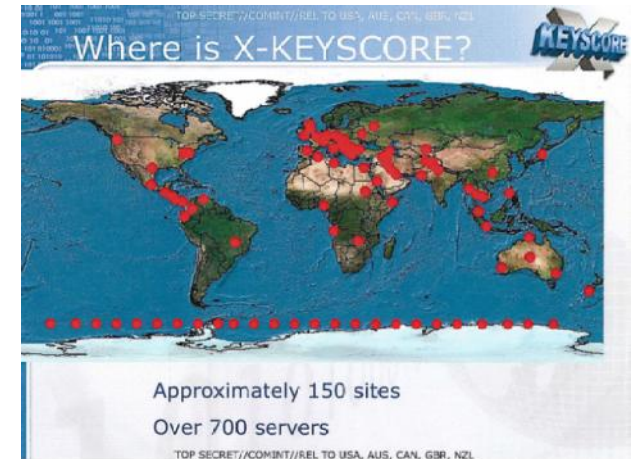 TOP SECRET//COMINT//REL TO USA, AUS, CAN, GBR, NZL
Where is X-KEYSCORE?
X
KEYSCORE
Approximately 150 sites
Over 700 servers
TOP SECRET//COMINT//REL TO USA, AUS, CAN, GBR, NZL